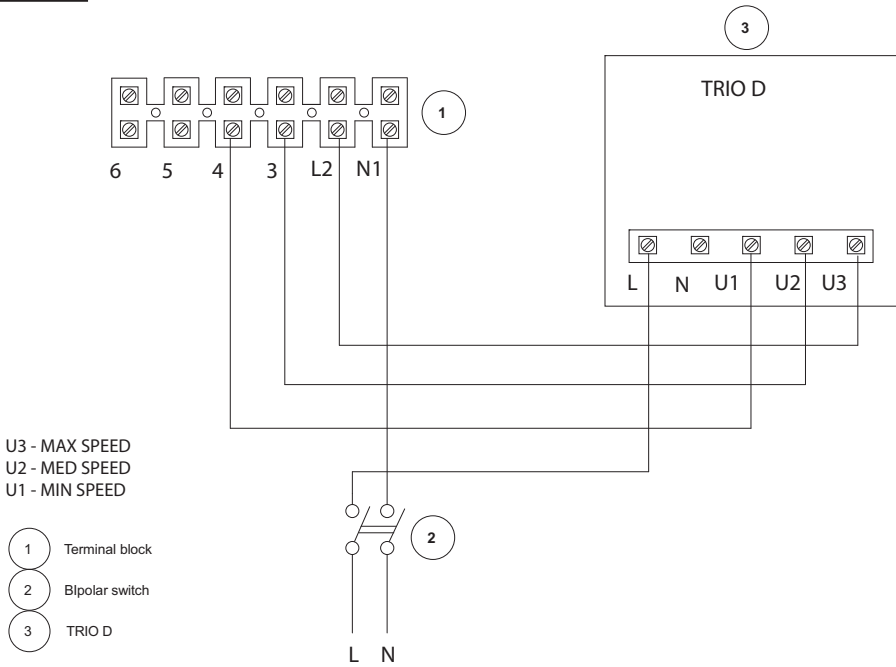 3
TRIO D
1
6 5 4 3 L2 N1
L N U1 U2 U3
U3 - MAX SPEED
U2 - MED SPEED
U1 - MIN SPEED
2
1 Terminal block
2 BIpolar switch
3 TRIO D
L N